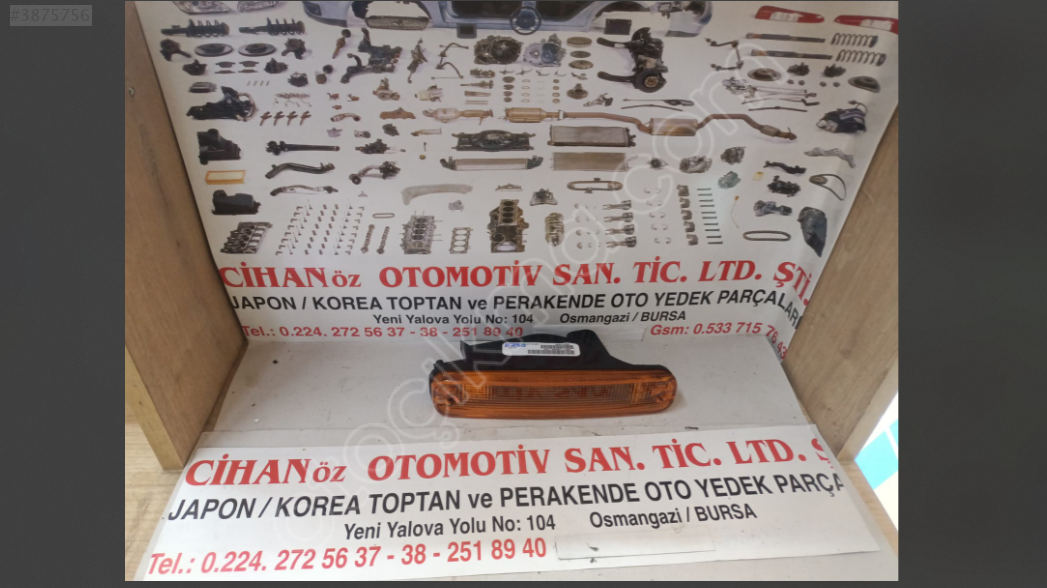 #3875756
CİHANöz OTOMOTİV SAN. TİC. LTD. ŞTİ.
JAPON / KOREA TOPTAN ve PERAKENDE OTO YEDEK PARÇALARI
Yeni Yalova Yolu No: 104 Osmangazi / BURSA
Tel.: 0.224. 272 56 37 - 38 - 251 89 40 Gsm: 0.533 715 76 43
CİHANöz OTOMOTİV SAN. TİC. LTD. Ş
JAPON / KOREA TOPTAN ve PERAKENDE OTO YEDEK PARÇA
Yeni Yalova Yolu No: 104 Osmangazi / BURSA
Tel.: 0.224. 272 56 37 - 38 - 251 89 40